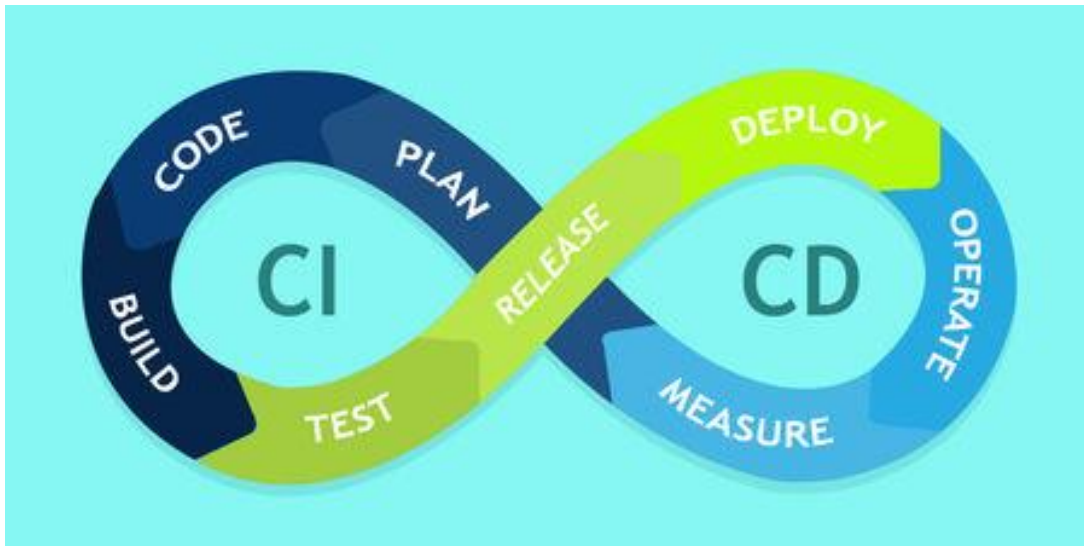 CODE
PLAN
BUILD
TEST
CI
RELEASE
DEPLOY
OPERATE
MEASURE
CD